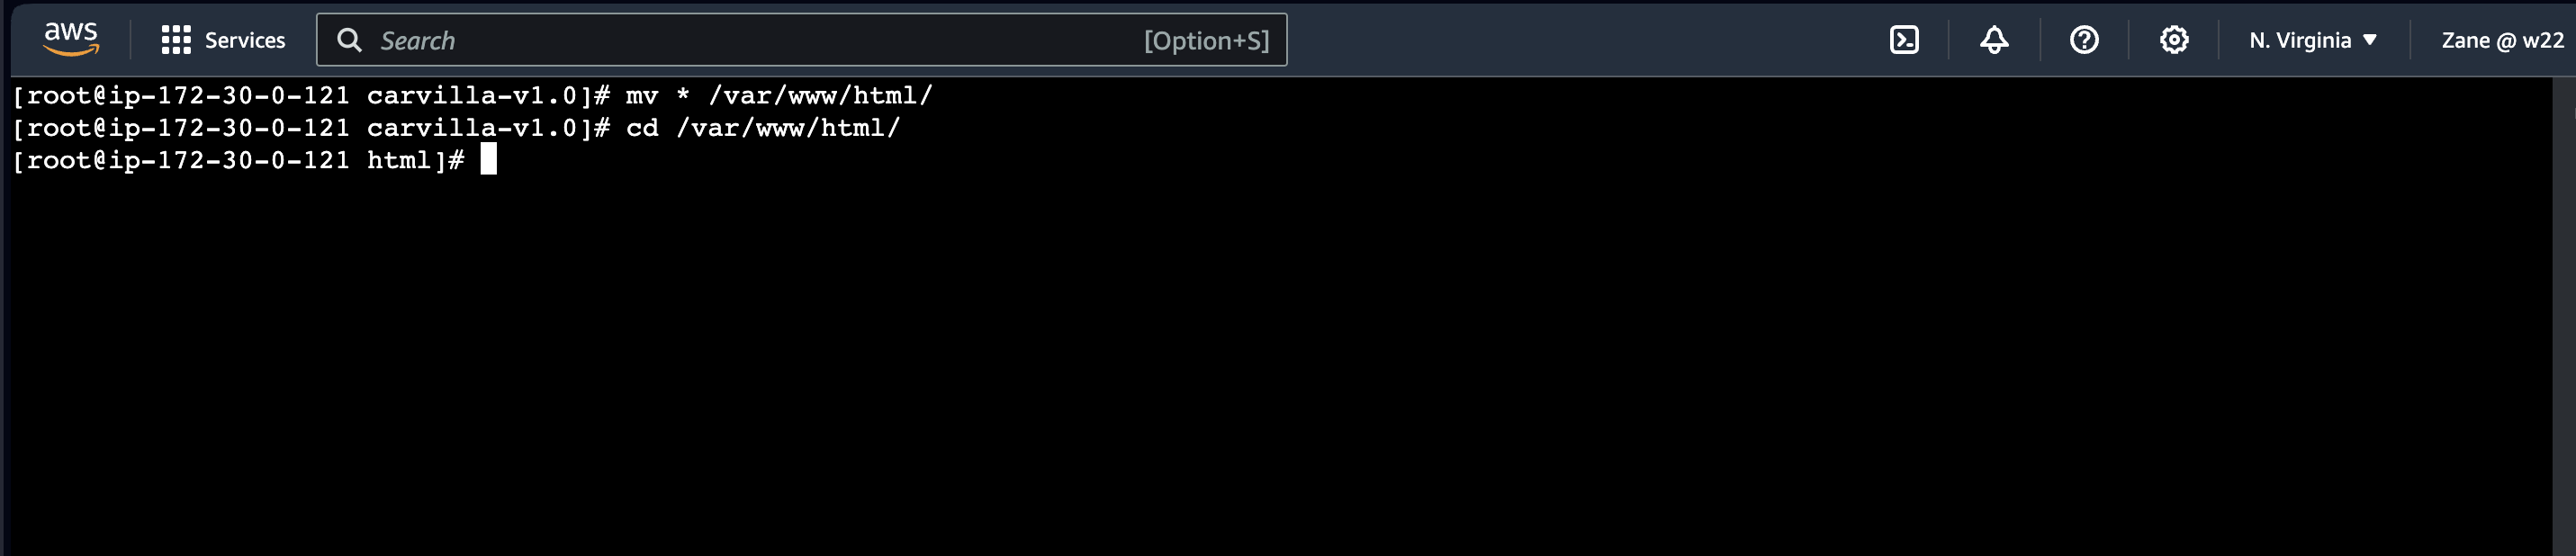 aws Services Search [Option+S] N. Virginia Zane @ w22
[root@ip-172-30-0-121 carvilla-v1.0]# mv * /var/www/html/
[root@ip-172-30-0-121 carvilla-v1.0]# cd /var/www/html/
[root@ip-172-30-0-121 html]#